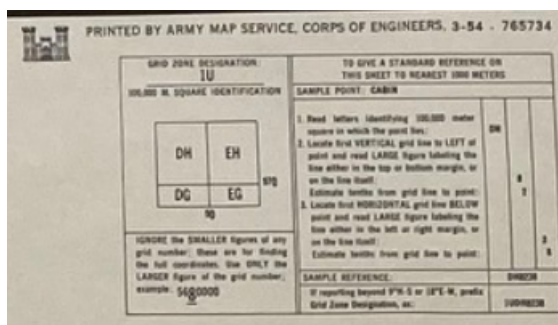 PRINTED BY ARMY MAP SERVICE, CORPS OF ENGINEERS, 3-54 - 765734
GRID ZONE DESIGNATION
1U
100,000 M. SQUARE IDENTIFICATION
DH EH
DG EG
IGNORE the SMALLER figures of any
grid number; these are for finding
the full coordinates. Use ONLY the
LARGER figure of the grid number;
example:
TO GIVE A STANDARD REFERENCE ON
THIS SHEET TO NEAREST 1000 METERS
SAMPLE POINT: CABIN
1. Read letters identifying 100,000 meter
square in which the point lies:
DH
2. Locate first VERTICAL grid line to LEFT of
point and read LARGE figure labeling the
line either in the top or bottom margin, or
on the line itself:
Estimate tenths from grid line to point:
3. Locate first HORIZONTAL grid line BELOW
point and read LARGE figure labeling the
line either in the left or right margin, or
on the line itself:
Estimate tenths from grid line to point:
SAMPLE REFERENCE:
If reporting beyond 18° N-S or 18° E-W, prefix
Grid Zone Designation, as: